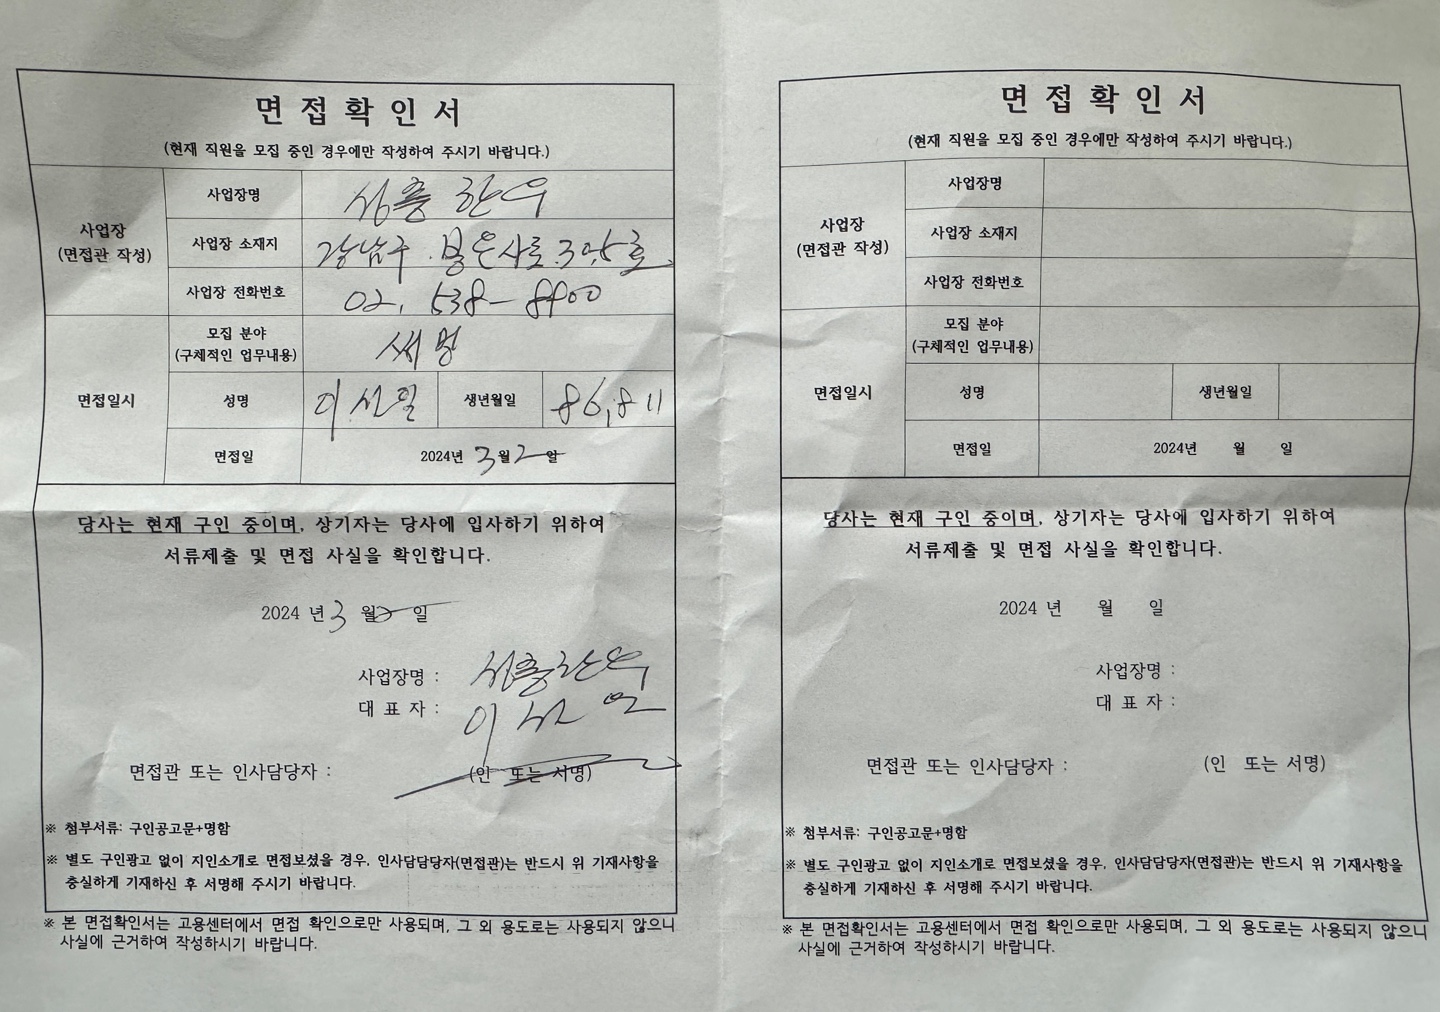 면접확인서
(현재 직원을 모집 중인 경우에만 작성하여 주시기 바랍니다.)
사업장
(면접관 작성)
사업장명 한우
사업장 소재지 강남구 봉은사로
사업장 전화번호 02, 538-8900
면접일시
모집 분야
(구체적인 업무내용)
성명 이 생년월일 86,8 11
면접일 2024년 3월 2일
당사는 현재 구인 중이며, 상기자는 당사에 입사하기 위하여
서류제출 및 면접 사실을 확인합니다.
2024 년 3 월 2 일
사업장명 : 한우
대 표 자 : 이
면접관 또는 인사담당자 : (인 또는 서명)
※ 첨부서류: 구인공고문+명함
※ 별도 구인광고 없이 지인소개로 면접보셨을 경우, 인사담담당자(면접관)는 반드시 위 기재사항을
충실하게 기재하신 후 서명해 주시기 바랍니다.
※ 본 면접확인서는 고용센터에서 면접 확인으로만 사용되며, 그 외 용도로는 사용되지 않으니
사실에 근거하여 작성하시기 바랍니다.
면접확인서
(현재 직원을 모집 중인 경우에만 작성하여 주시기 바랍니다.)
사업장
(면접관 작성)
사업장명
사업장 소재지
사업장 전화번호
면접일시
모집 분야
(구체적인 업무내용)
성명 생년월일
면접일 2024년 월 일
당사는 현재 구인 중이며, 상기자는 당사에 입사하기 위하여
서류제출 및 면접 사실을 확인합니다.
2024 년 월 일
사업장명 :
대 표 자 :
면접관 또는 인사담당자 : (인 또는 서명)
※ 첨부서류: 구인공고문+명함
※ 별도 구인광고 없이 지인소개로 면접보셨을 경우, 인사담담당자(면접관)는 반드시 위 기재사항을
충실하게 기재하신 후 서명해 주시기 바랍니다.
※ 본 면접확인서는 고용센터에서 면접 확인으로만 사용되며, 그 외 용도로는 사용되지 않으니
사실에 근거하여 작성하시기 바랍니다.